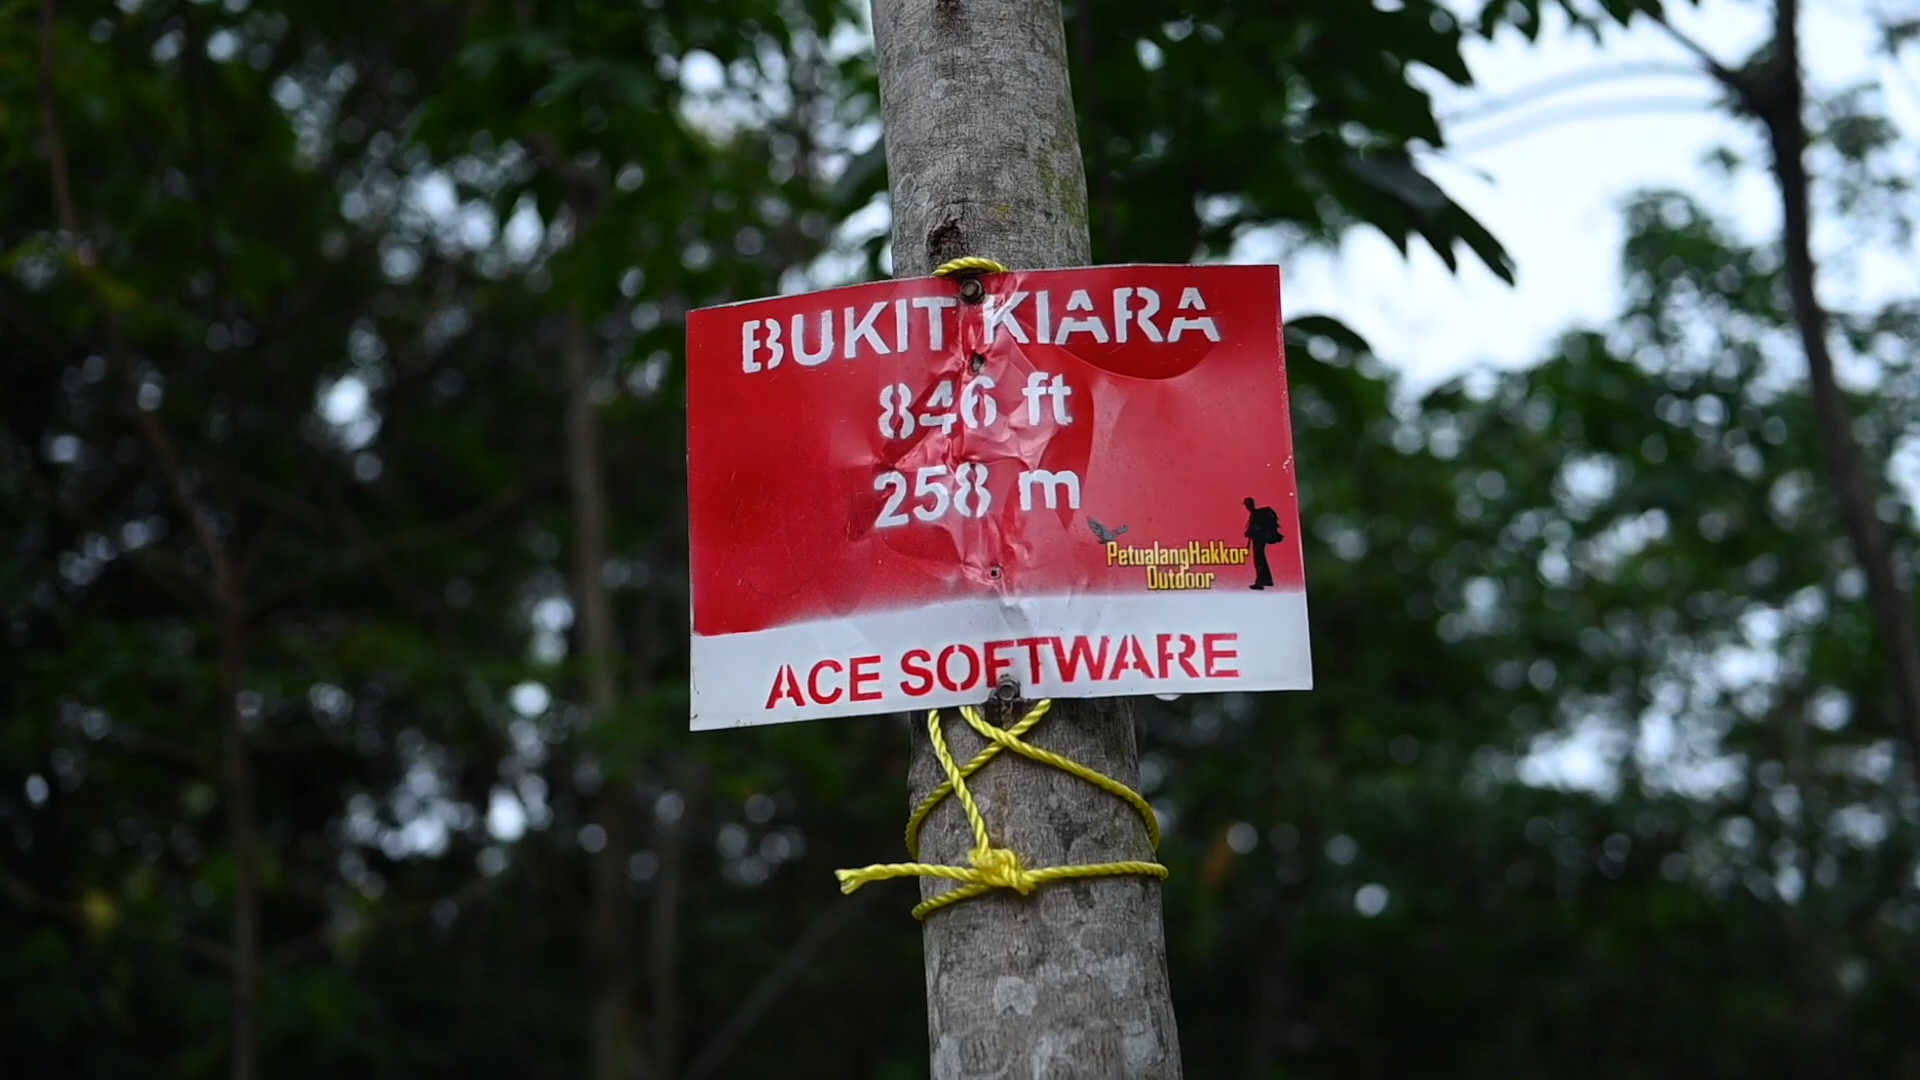 BUKIT KIARA
846 ft
258 m
PetualangHakkor
Outdoor
ACE SOFTWARE